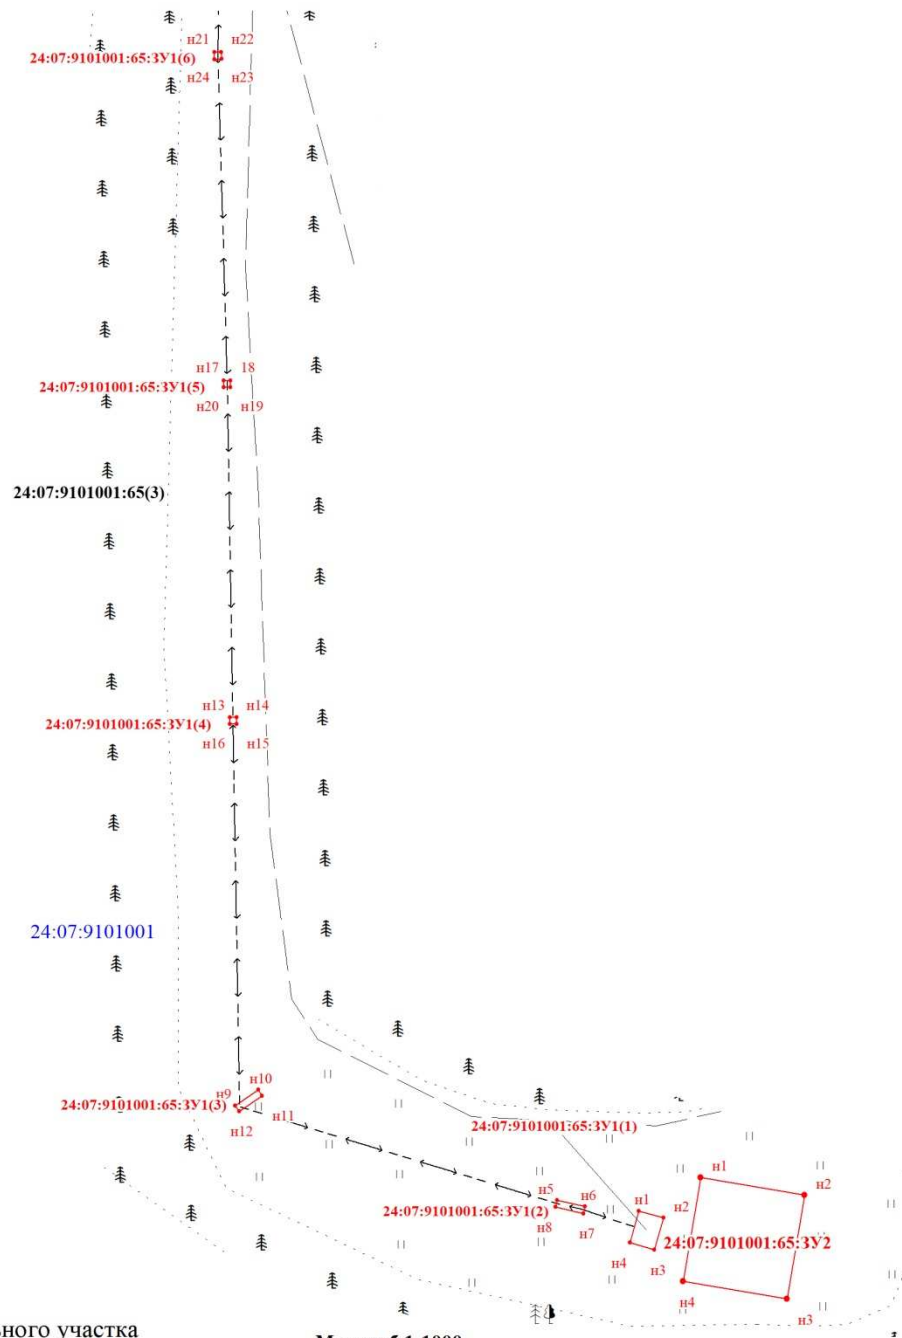 н21 н22
24:07:9101001:65:ЗУ1(6)
н24 н23
н17 18
24:07:9101001:65:ЗУ1(5)
н20 н19
24:07:9101001:65(3)
н13 н14
24:07:9101001:65:ЗУ1(4)
н16 н15
24:07:9101001
н10
н9
24:07:9101001:65:ЗУ1(3)
н11
н12
24:07:9101001:65:ЗУ1(1)
н1
н2
н5
н6
24:07:9101001:65:ЗУ1(2)
н8
н7
н1
н2
24:07:9101001:65:ЗУ2
н4
н3
н4
н3
ьного участка
1:1000